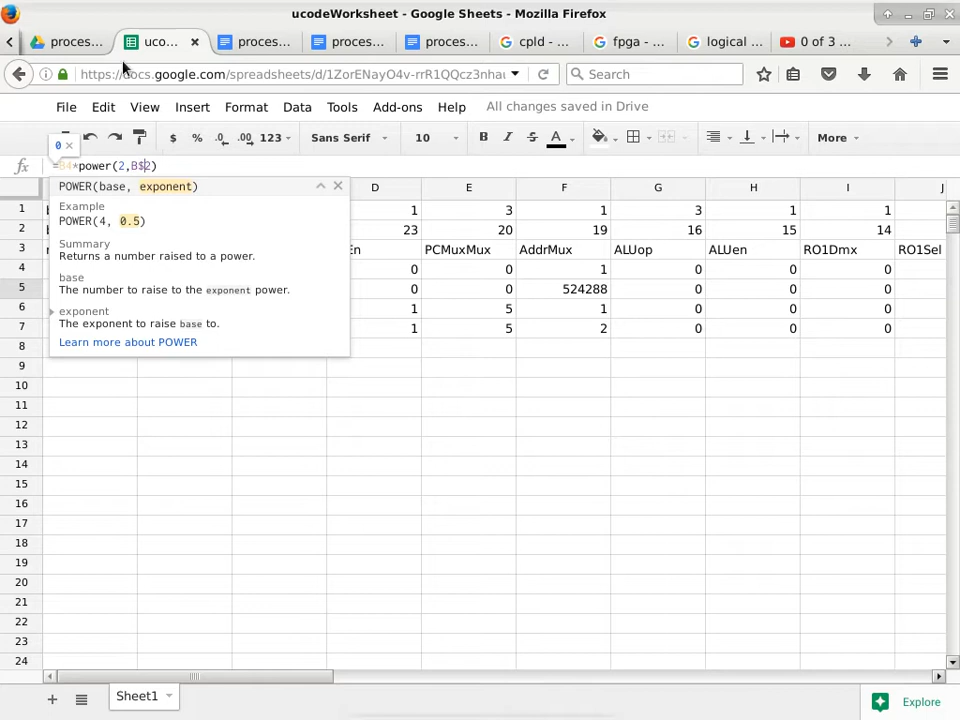 ucodeWorksheet - Google Sheets - Mozilla Firefox
proces... uco... proces... proces... proces... cpld - ... fpga - ... logical ... 0 of 3 ...
https://docs.google.com/spreadsheets/d/1ZorENayO4v-rrR1QQcz3nhau Search
File Edit View Insert Format Data Tools Add-ons Help All changes saved in Drive
$ % .0 .00 123 Sans Serif 10 B I S A More
0 ×
fx =B4*power(2,B$2)
POWER(base, exponent)
Example
POWER(4, 0.5)
Summary
Returns a number raised to a power.
base
The number to raise to the exponent power.
exponent
The exponent to raise base to.
Learn more about POWER
D E F G H I J
1 1 3 1 3 1 1
2 23 20 19 16 15 14
3 En PCMuxMux AddrMux ALUop ALUen RO1Dmx RO1Sel
4 0 0 1 0 0 0
5 0 0 524288 0 0 0
6 1 5 1 0 0 0
7 1 5 2 0 0 0
8
9
10
11
12
13
14
15
16
17
18
19
20
21
22
23
24
Sheet1 Explore